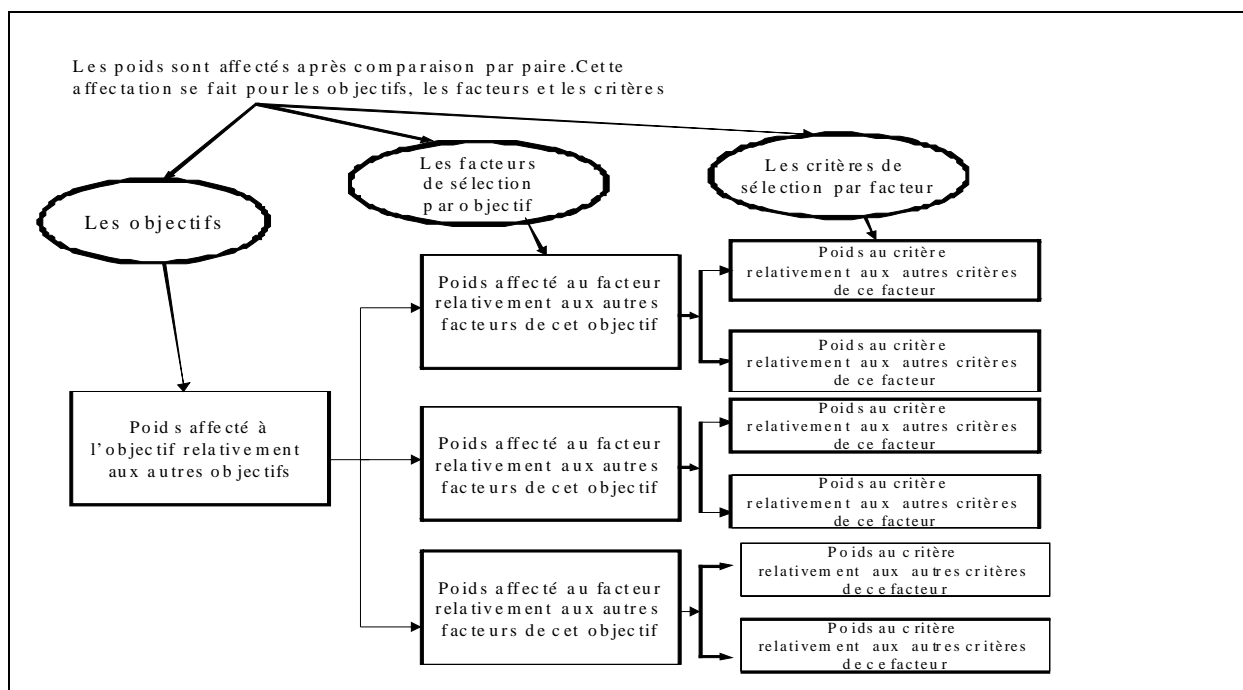 Les poids sont affectés après comparaison par paire.Cette
affectation se fait pour les objectifs, les facteurs et les critères
Les objectifs
Les facteurs
de sélection
par objectif
Les critères de
sélection par facteur
Poids affecté à
l'objectif relativement
aux autres objectifs
Poids affecté au facteur
relativement aux autres
facteurs de cet objectif
Poids au critère
relativement aux autres critères
de ce facteur
Poids au critère
relativement aux autres critères
de ce facteur
Poids affecté au facteur
relativement aux autres
facteurs de cet objectif
Poids au critère
relativement aux autres critères
de ce facteur
Poids au critère
relativement aux autres critères
de ce facteur
Poids affecté au facteur
relativement aux autres
facteurs de cet objectif
Poids au critère
relativement aux autres critères
de ce facteur
Poids au critère
relativement aux autres critères
de ce facteur